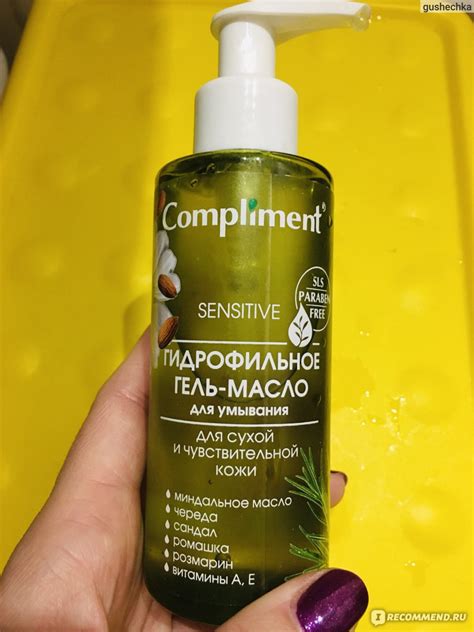 gushechka
Compliment
SENSITIVE
SLS
PARABEN
FREE
ГИДРОФИЛЬНОЕ
ГЕЛЬ-МАСЛО
для умывания
для сухой
и чувствительной
кожи
миндальное масло
череда
сандал
ромашка
розмарин
витамины А, Е
IRECOMMEND.RU